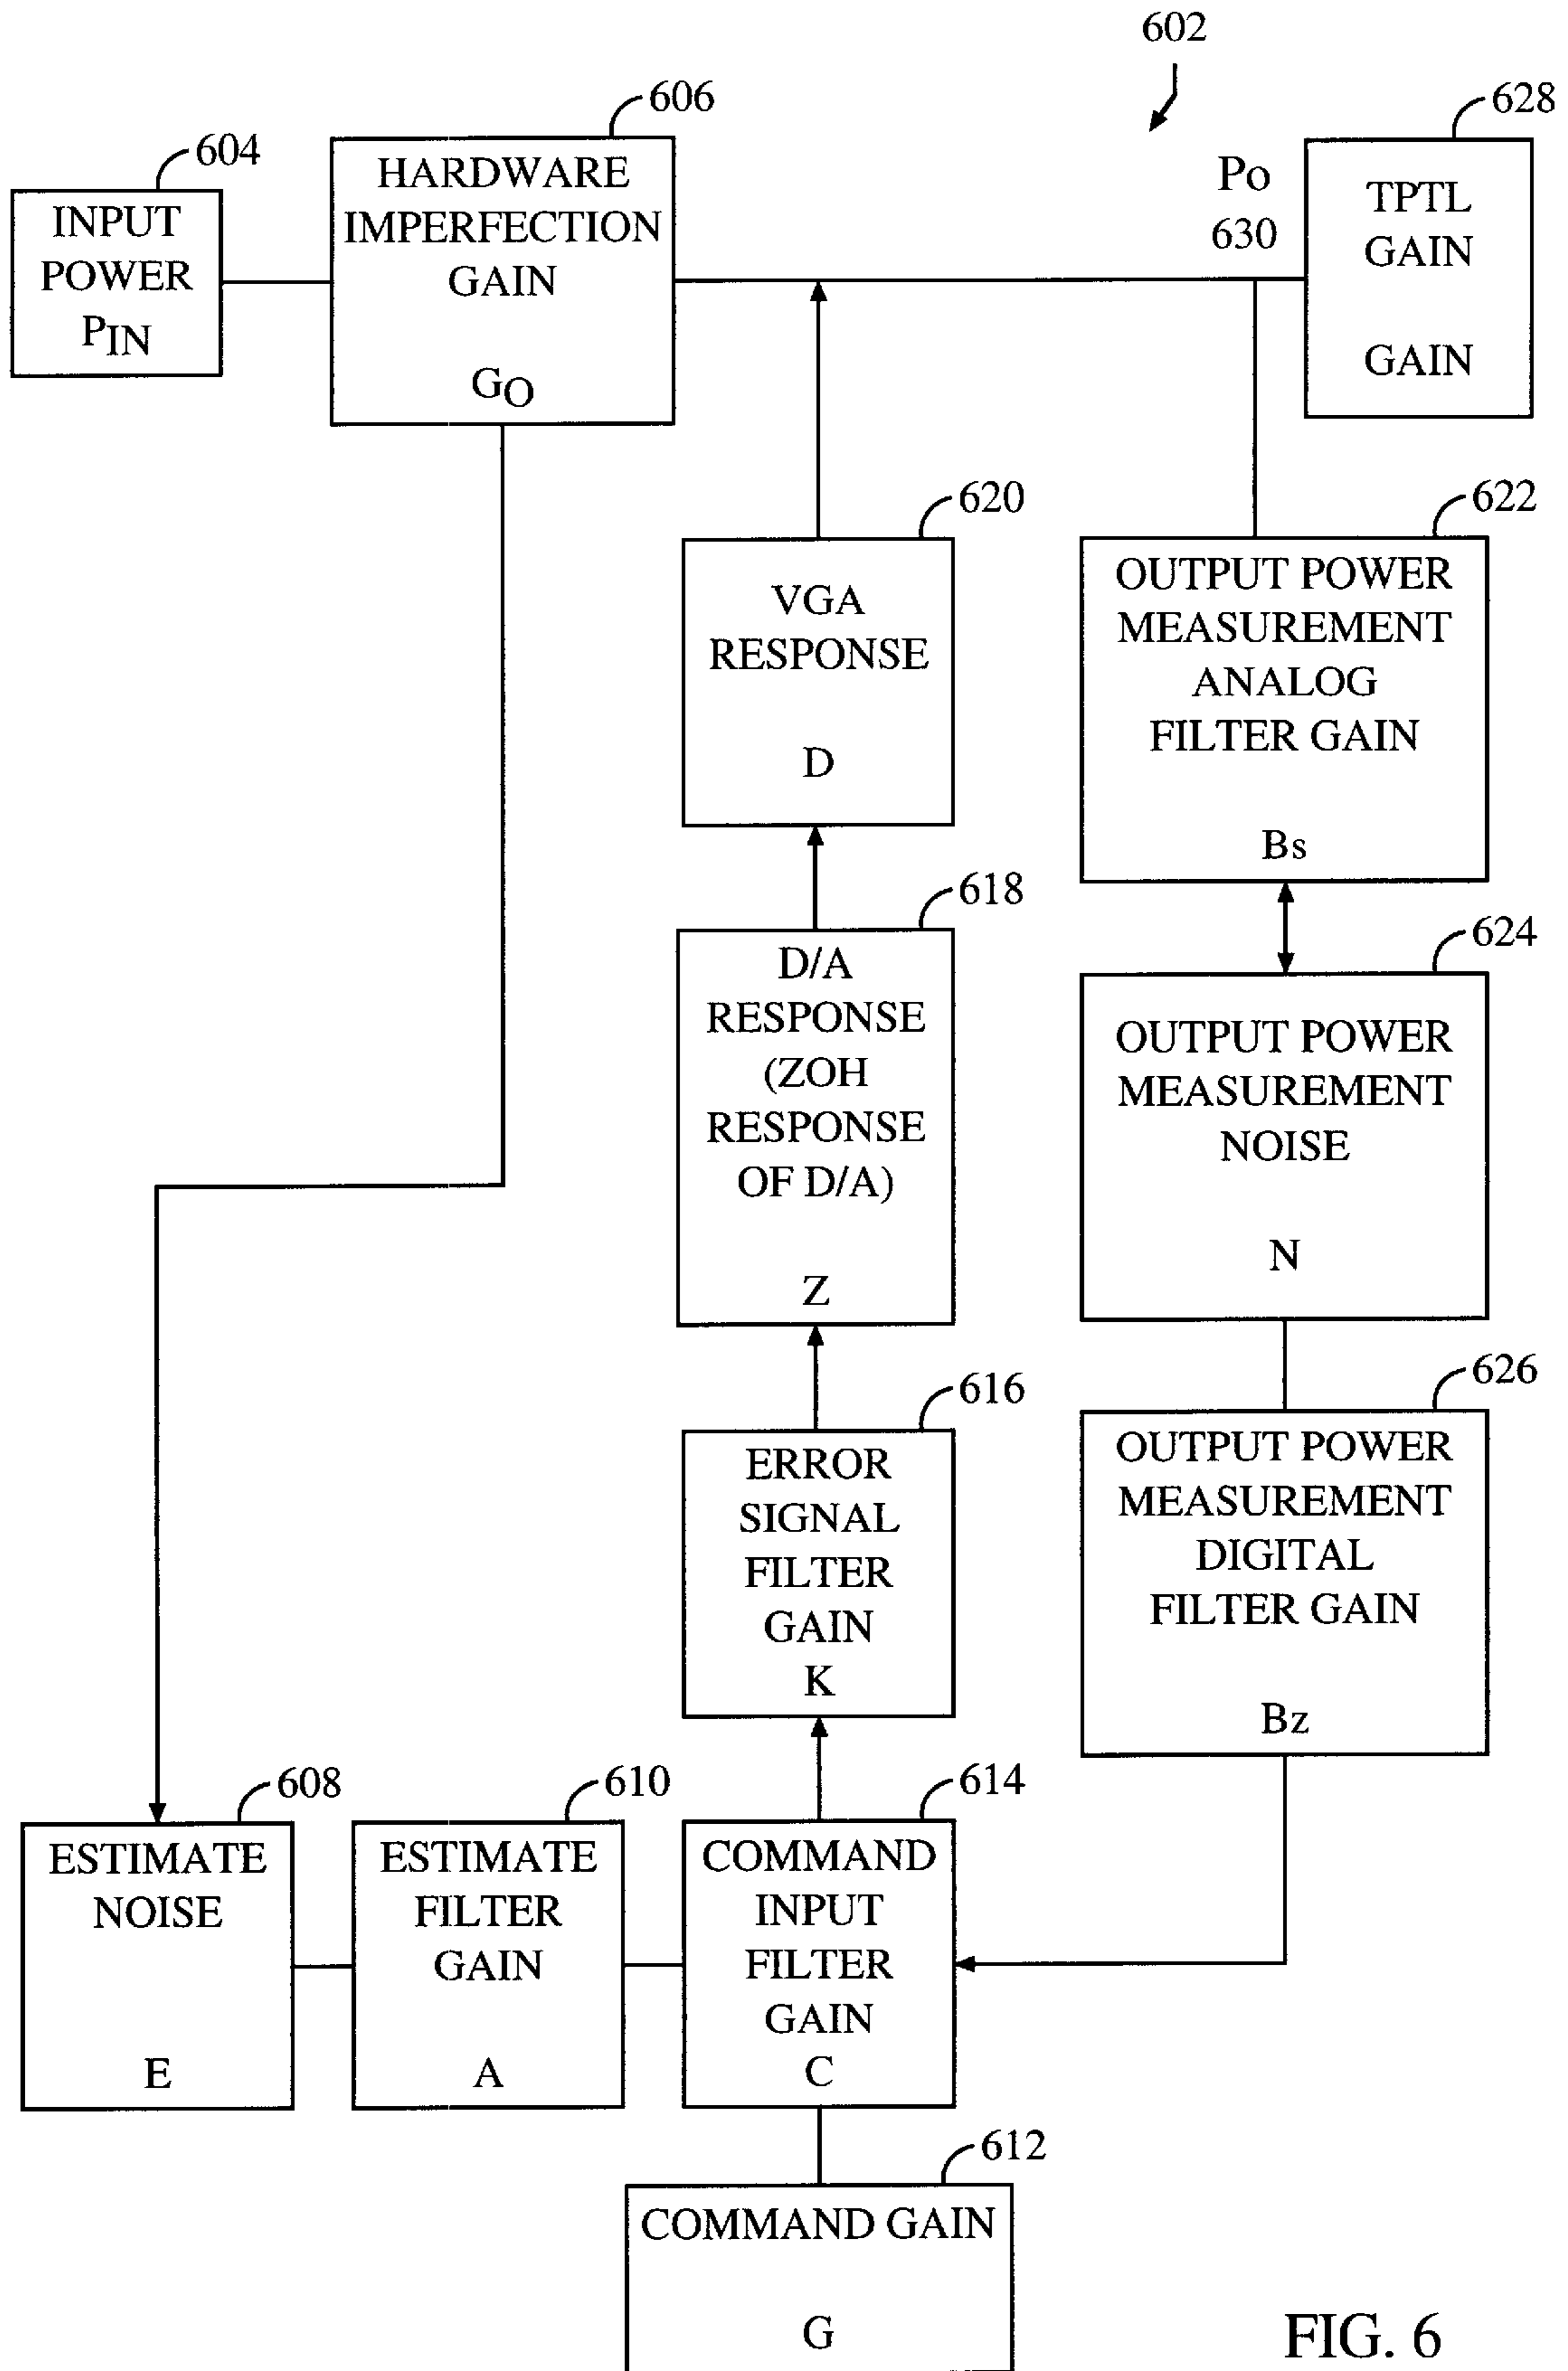 602
606
628
604
HARDWARE
IMPERFECTION
GAIN
GO
INPUT
POWER
PIN
Po
630
TPTL
GAIN
GAIN
620
622
VGA
RESPONSE
D
OUTPUT POWER
MEASUREMENT
ANALOG
FILTER GAIN
Bs
618
624
D/A
RESPONSE
(ZOH
RESPONSE
OF D/A)
Z
OUTPUT POWER
MEASUREMENT
NOISE
N
616
626
ERROR
SIGNAL
FILTER
GAIN
K
OUTPUT POWER
MEASUREMENT
DIGITAL
FILTER GAIN
Bz
608
610
614
ESTIMATE
NOISE
E
ESTIMATE
FILTER
GAIN
A
COMMAND
INPUT
FILTER
GAIN
C
612
COMMAND GAIN
G
FIG. 6